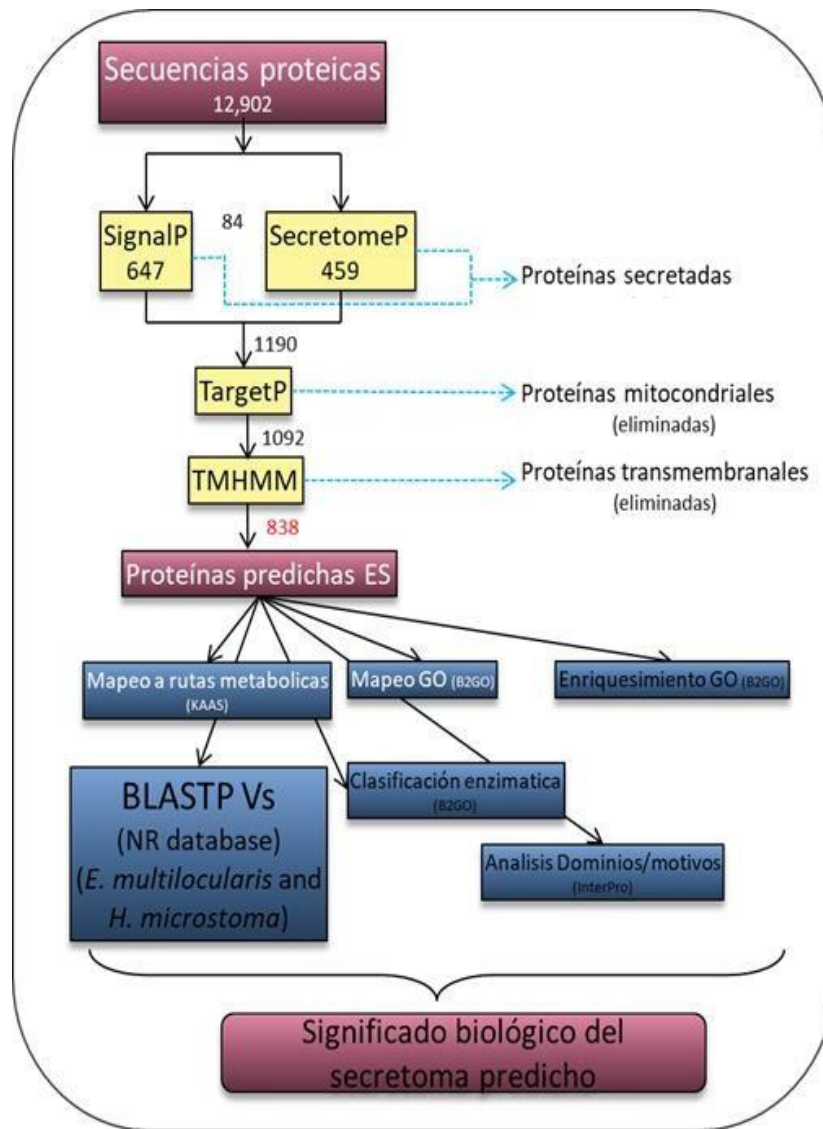 Secuencias proteicas
12,902
SignalP
647
84
SecretomeP
459
Proteínas secretadas
1190
TargetP
Proteínas mitocondriales
(eliminadas)
1092
TMHMM
Proteínas transmembranales
(eliminadas)
838
Proteínas predichas ES
Mapeo a rutas metabolicas
(KAAS)
Mapeo GO (B2GO)
Enriquesimiento GO (B2GO)
BLASTP Vs
(NR database)
(E. multilocularis and
H. microstoma)
Clasificación enzimatica
(B2GO)
Analisis Dominios/motivos
(InterPro)
Significado biológico del
secretoma predicho